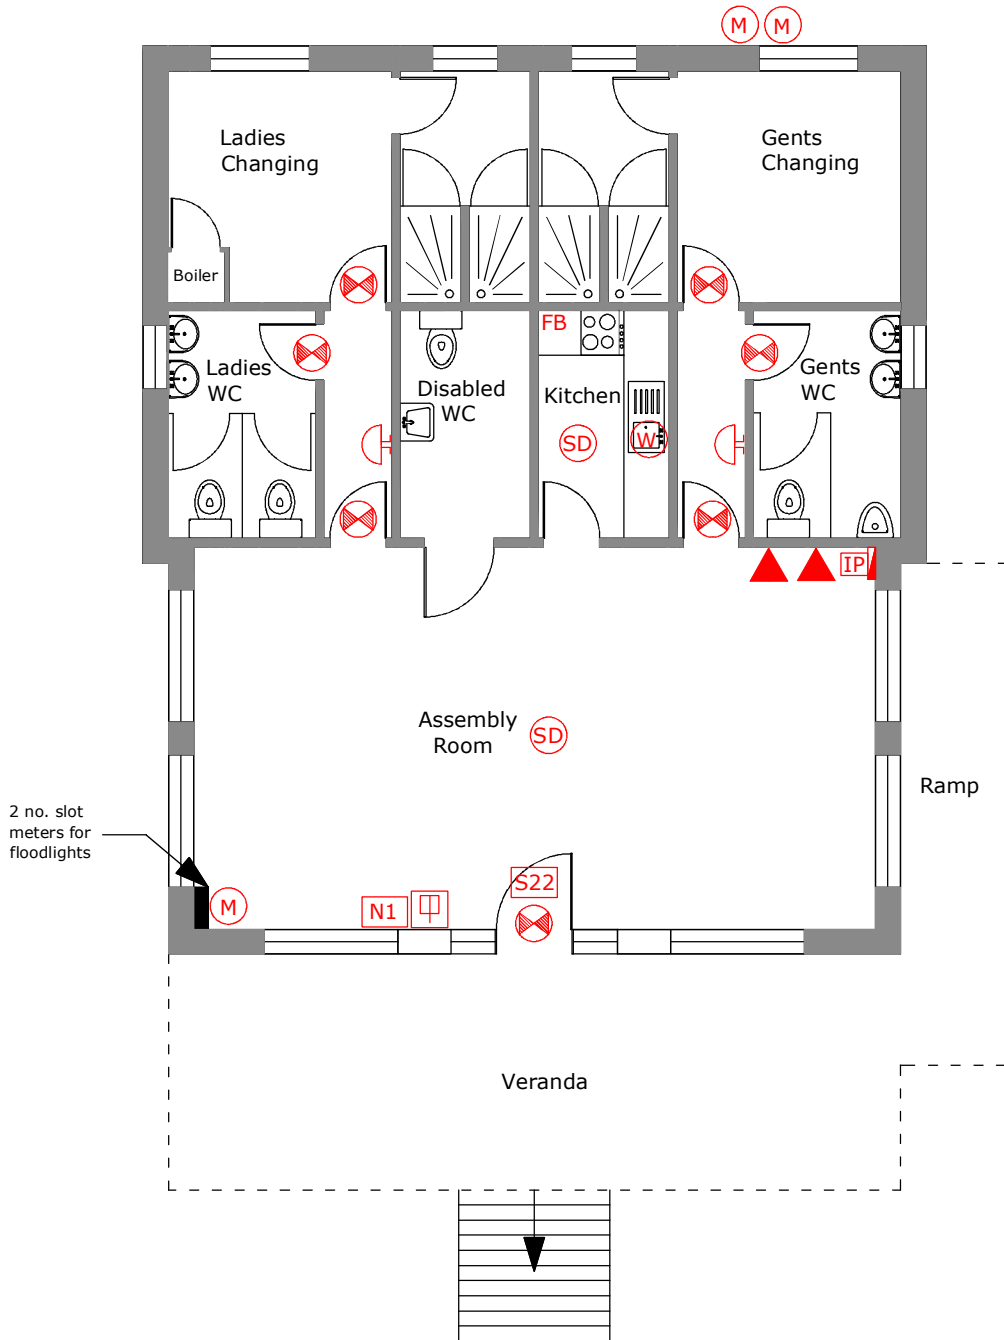 M
M
Ladies
Changing
Gents
Changing
Boiler
FB
Ladies
WC
Disabled
WC
Kitchen
Gents
WC
SD
W
IP
Assembly
Room
SD
Ramp
2 no. slot
meters for
floodlights
M
N1
S22
Veranda